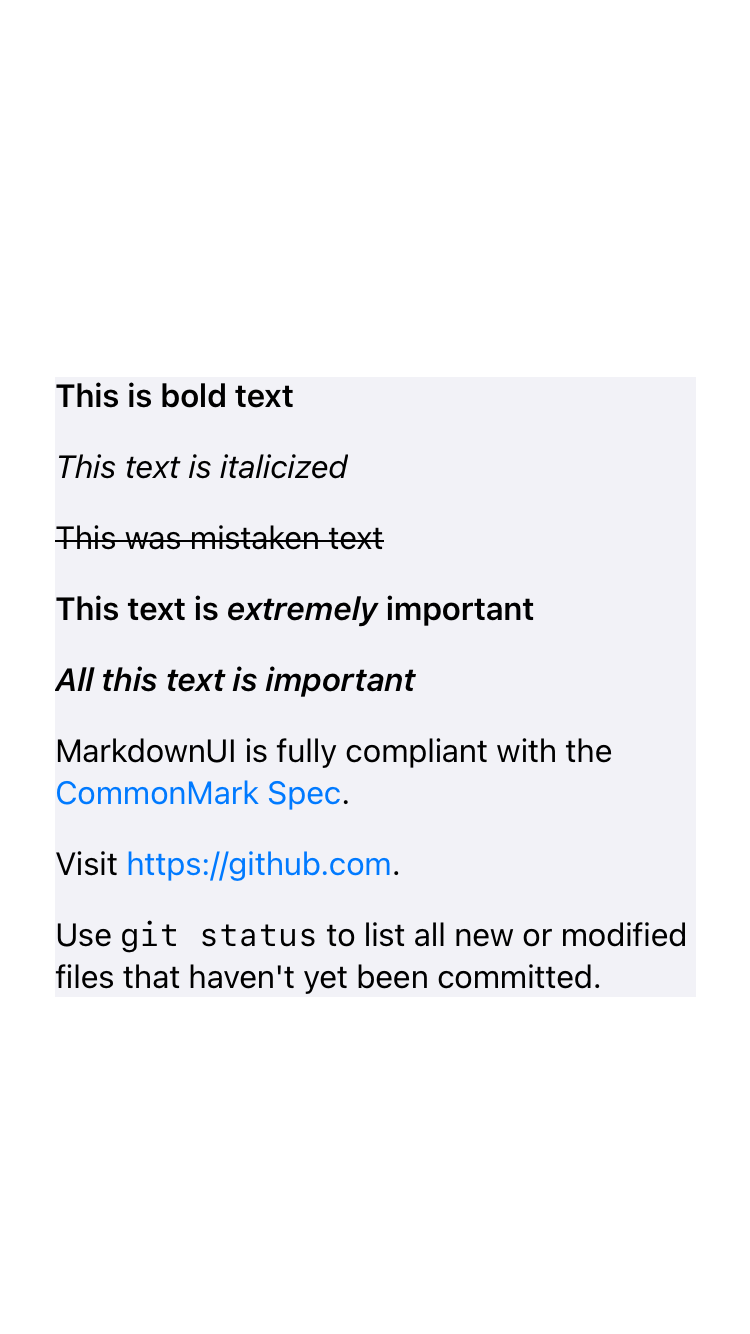 This is bold text
This text is italicized
This was mistaken text
This text is extremely important
All this text is important
MarkdownUI is fully compliant with the
CommonMark Spec.
Visit https://github.com.
Use git status to list all new or modified
files that haven't yet been committed.